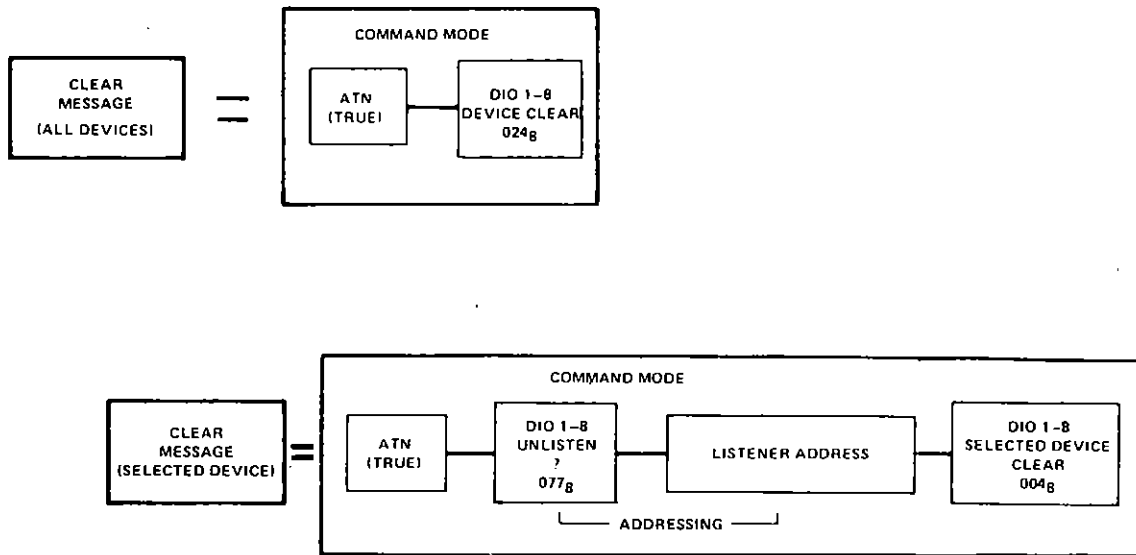 COMMAND MODE
CLEAR
MESSAGE
(ALL DEVICES)
=
ATN
(TRUE)
DIO 1-8
DEVICE CLEAR
024₈
COMMAND MODE
CLEAR
MESSAGE
(SELECTED DEVICE)
=
ATN
(TRUE)
DIO 1-8
UNLISTEN
?
077₈
LISTENER ADDRESS
DIO 1-8
SELECTED DEVICE
CLEAR
004₈
ADDRESSING